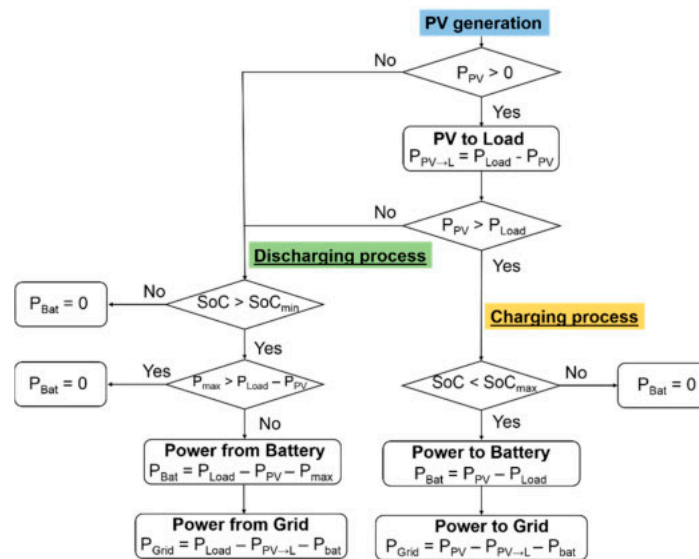 PV generation
No
P_PV > 0
Yes
PV to Load
P_PV→L = P_Load - P_PV
No
P_PV > P_Load
Discharging process
Yes
No
P_Bat = 0
SoC > SoC_min
Charging process
Yes
Yes
P_Bat = 0
P_max > P_Load – P_PV
SoC < SoC_max
No
P_Bat = 0
No
Yes
Power from Battery
P_Bat = P_Load – P_PV – P_max
Power to Battery
P_Bat = P_PV – P_Load
Power from Grid
P_Grid = P_Load – P_PV→L – P_bat
Power to Grid
P_Grid = P_PV – P_PV→L – P_bat